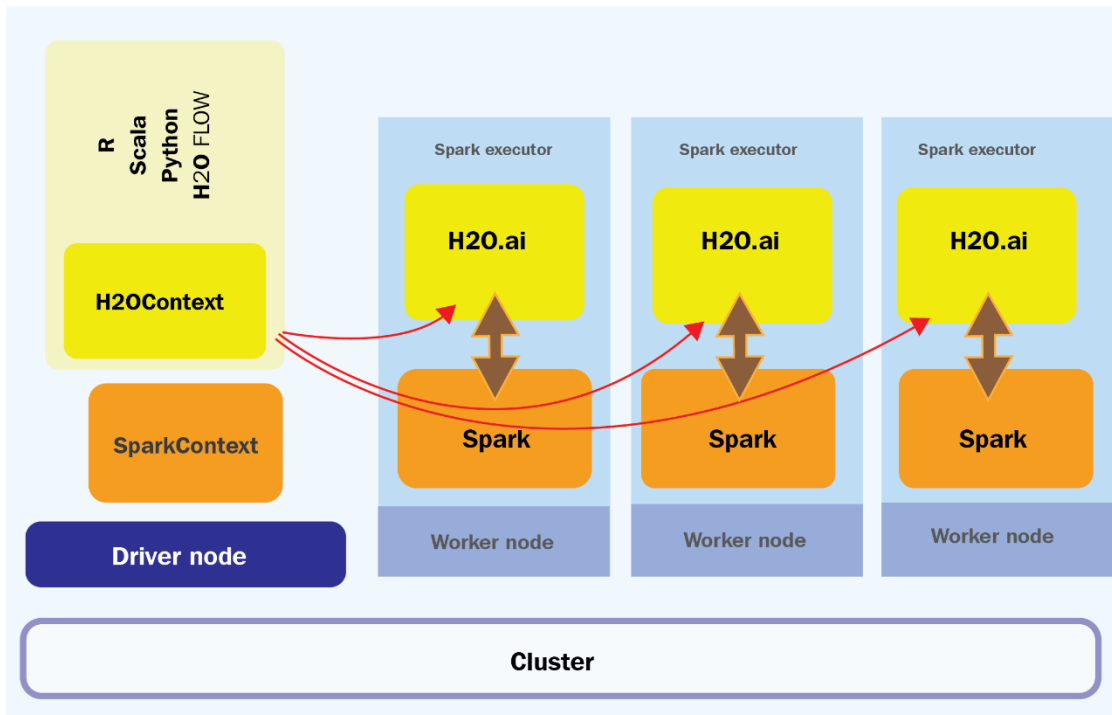 R
Scala
Python
H2O FLOW
H2OContext
SparkContext
Driver node
Spark executor
H2O.ai
Spark
Worker node
Spark executor
H2O.ai
Spark
Worker node
Spark executor
H2O.ai
Spark
Worker node
Cluster